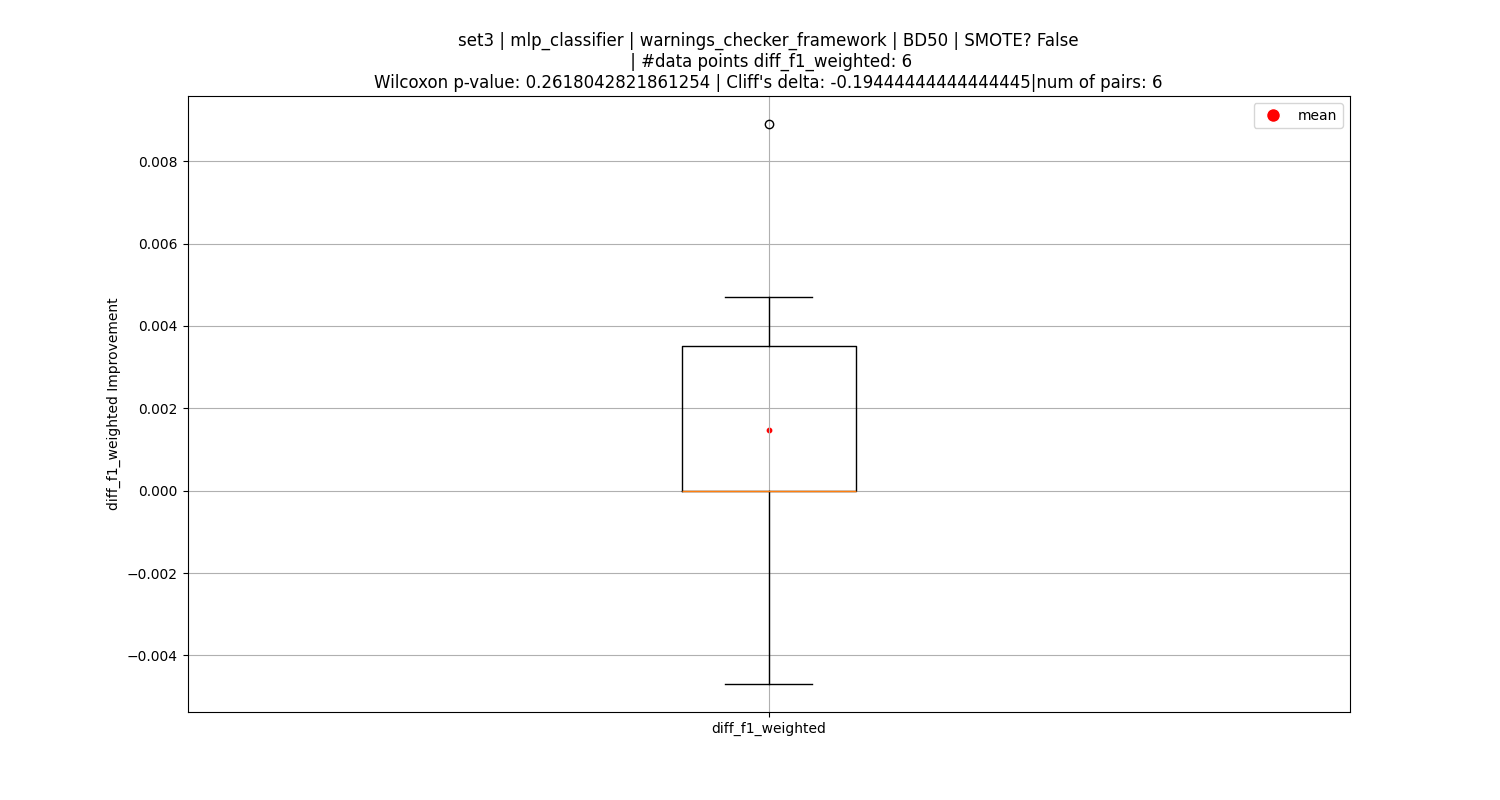 set3 | mlp_classifier | warnings_checker_framework | BD50 | SMOTE? False
| #data points diff_f1_weighted: 6
Wilcoxon p-value: 0.2618042821861254 | Cliff's delta: -0.19444444444444445|num of pairs: 6
mean
0.008
0.006
0.004
0.002
0.000
−0.002
−0.004
diff_f1_weighted Improvement
diff_f1_weighted